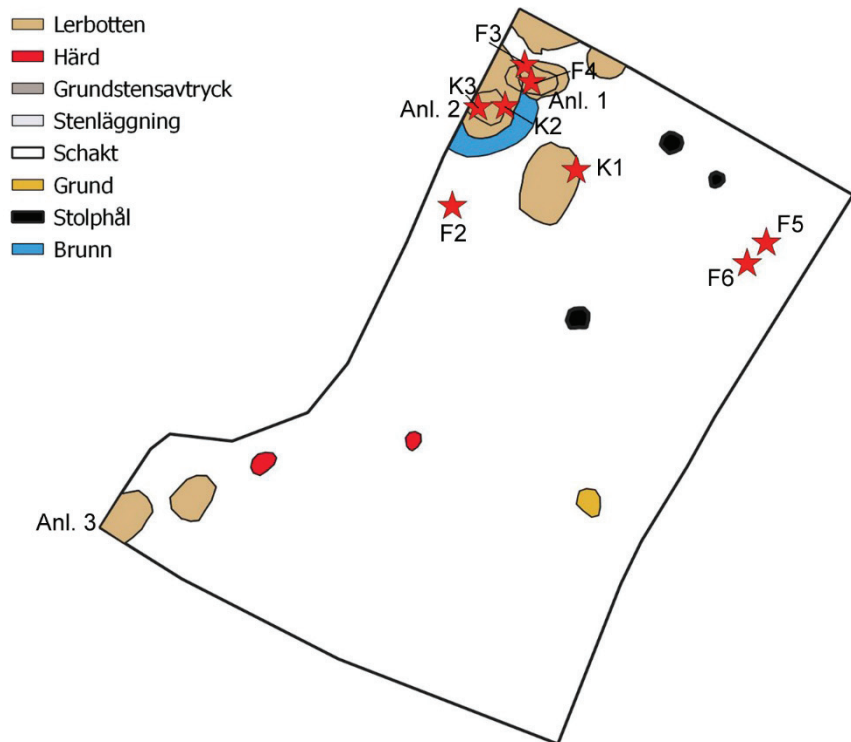 Lerbotten
Härd
Grundstensavtryck
Stenläggning
Schakt
Grund
Stolphål
Brunn
F3
F4
K3
Anl. 1
Anl. 2
K2
K1
F2
F5
F6
Anl. 3